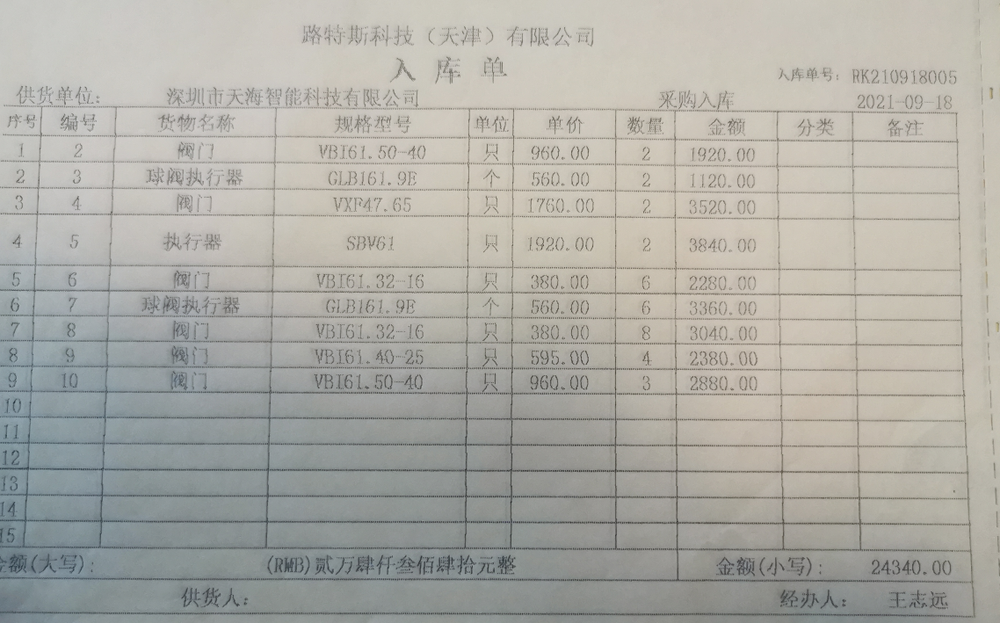 路特斯科技（天津）有限公司
入库单
入库单号：RK210918005
供货单位： 深圳市天海智能科技有限公司 采购入库 2021-09-18
序号 编号 货物名称 规格型号 单位 单价 数量 金额 分类 备注
1 2 阀门 VBI61.50-40 只 960.00 2 1920.00
2 3 球阀执行器 GLB161.9E 个 560.00 2 1120.00
3 4 阀门 VXF47.65 只 1760.00 2 3520.00
4 5 执行器 SBV61 只 1920.00 2 3840.00
5 6 阀门 VBI61.32-16 只 380.00 6 2280.00
6 7 球阀执行器 GLB161.9E 个 560.00 6 3360.00
7 8 阀门 VBI61.32-16 只 380.00 8 3040.00
8 9 阀门 VBI61.40-25 只 595.00 4 2380.00
9 10 阀门 VBI61.50-40 只 960.00 3 2880.00
10
11
12
13
14
15
金额(大写)： (RMB)贰万肆仟叁佰肆拾元整 金额(小写)： 24340.00
供货人： 经办人： 王志远